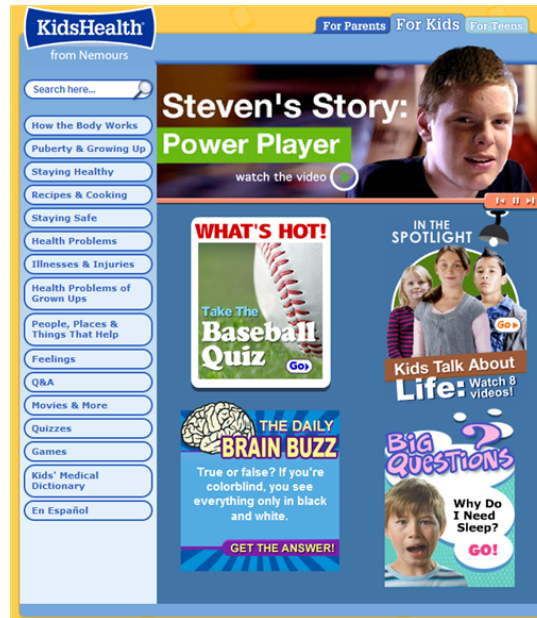 KidsHealth®
from Nemours
For Parents
For Kids
For Teens
Search here...
How the Body Works
Puberty & Growing Up
Staying Healthy
Recipes & Cooking
Staying Safe
Health Problems
Illnesses & Injuries
Health Problems of
Grown Ups
People, Places &
Things That Help
Feelings
Q&A
Movies & More
Quizzes
Games
Kids' Medical
Dictionary
En Español
Steven's Story:
Power Player
watch the video
WHAT'S HOT!
Take The
Baseball
Quiz
Go
IN THE
SPOTLIGHT
Go
Kids Talk About
Life: Watch 8
videos!
THE DAILY
BRAIN BUZZ
True or false? If you're
colorblind, you see
everything only in black
and white.
GET THE ANSWER!
BIG
QUESTIONS
Why Do
I Need
Sleep?
GO!